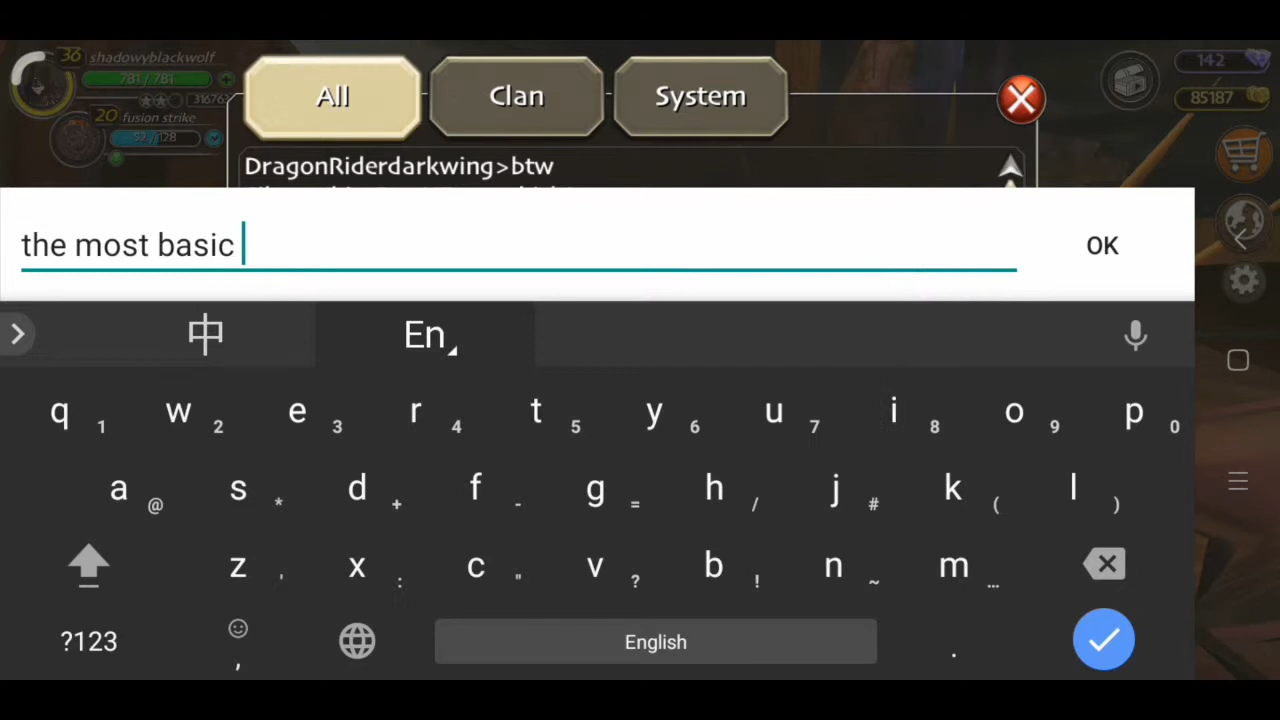 36 shadowyblackwolf
781 / 781
316763
20 fusion strike
52 / 128
All Clan System
142
85187
DragonRiderdarkwing>btw
the most basic
OK
中 En
q 1 w 2 e 3 r 4 t 5 y 6 u 7 i 8 o 9 p 0
a @ s * d + f - g = h / j # k ( l )
z ' x : c " v ? b ! n ~ m …
?123 , English .